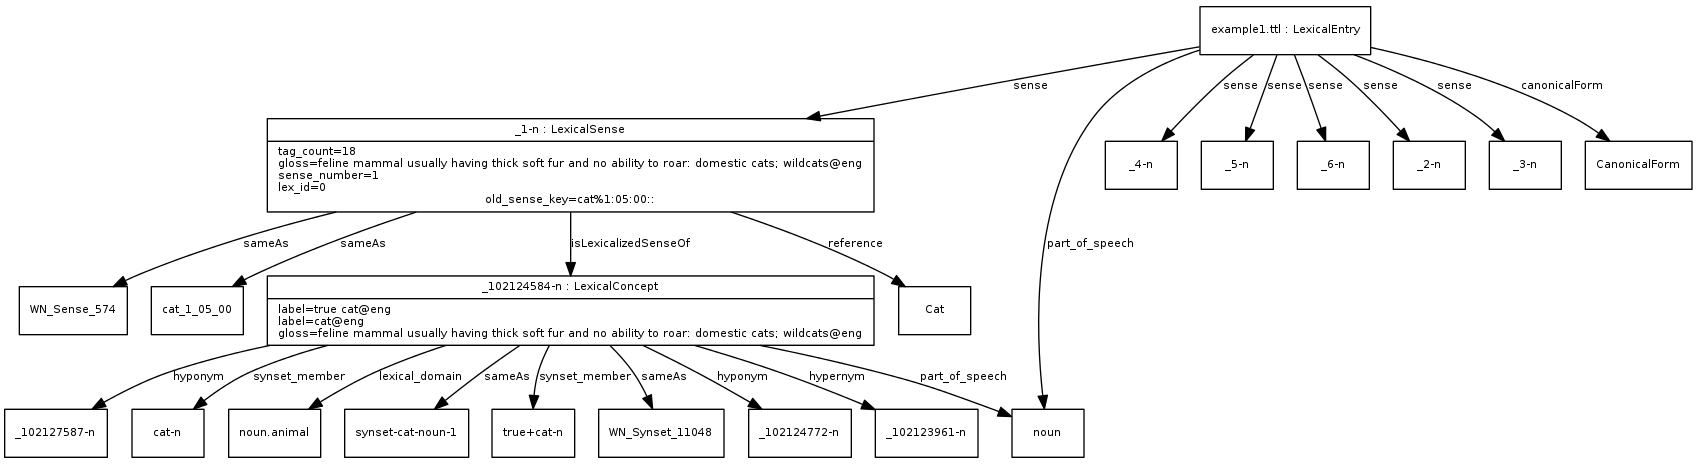 example1.ttl : LexicalEntry
sense
sense
sense
sense
sense
sense
canonicalForm
_1-n : LexicalSense
tag_count=18
gloss=feline mammal usually having thick soft fur and no ability to roar: domestic cats; wildcats@eng
sense_number=1
lex_id=0
old_sense_key=cat%1:05:00::
_4-n
_5-n
_6-n
_2-n
_3-n
CanonicalForm
sameAs
sameAs
isLexicalizedSenseOf
reference
part_of_speech
WN_Sense_574
cat_1_05_00
_102124584-n : LexicalConcept
label=true cat@eng
label=cat@eng
gloss=feline mammal usually having thick soft fur and no ability to roar: domestic cats; wildcats@eng
Cat
hyponym
synset_member
lexical_domain
sameAs
synset_member
sameAs
hyponym
hypernym
part_of_speech
_102127587-n
cat-n
noun.animal
synset-cat-noun-1
true+cat-n
WN_Synset_11048
_102124772-n
_102123961-n
noun